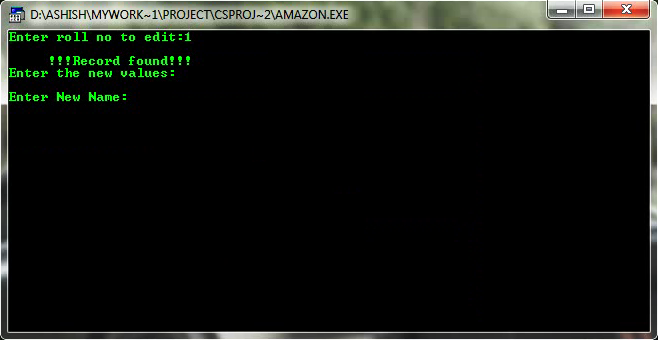 D:\ASHISH\MYWORK~1\PROJECT\CSPROJ~2\AMAZON.EXE
Enter roll no to edit:1
!!!Record found!!!
Enter the new values:
Enter New Name: